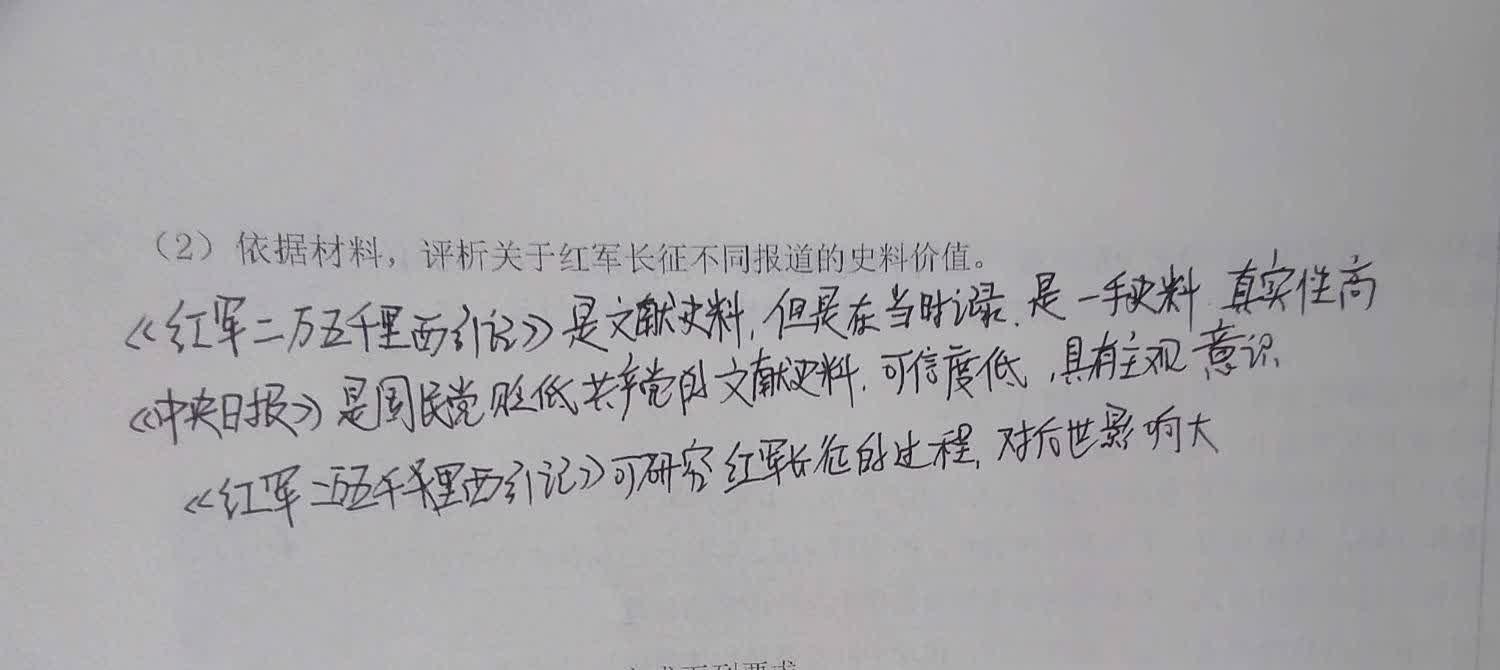 （2）依据材料，评析关于红军长征不同报道的史料价值。
《红军二万五千里西引记》是文献史料，但是在当时记录，是一手史料 真实性高
《中央日报》是国民党贬低共产党的文献史料，可信度低，具有主观意识
《红军二万五千里西引记》可研究红军长征的过程，对后世影响大